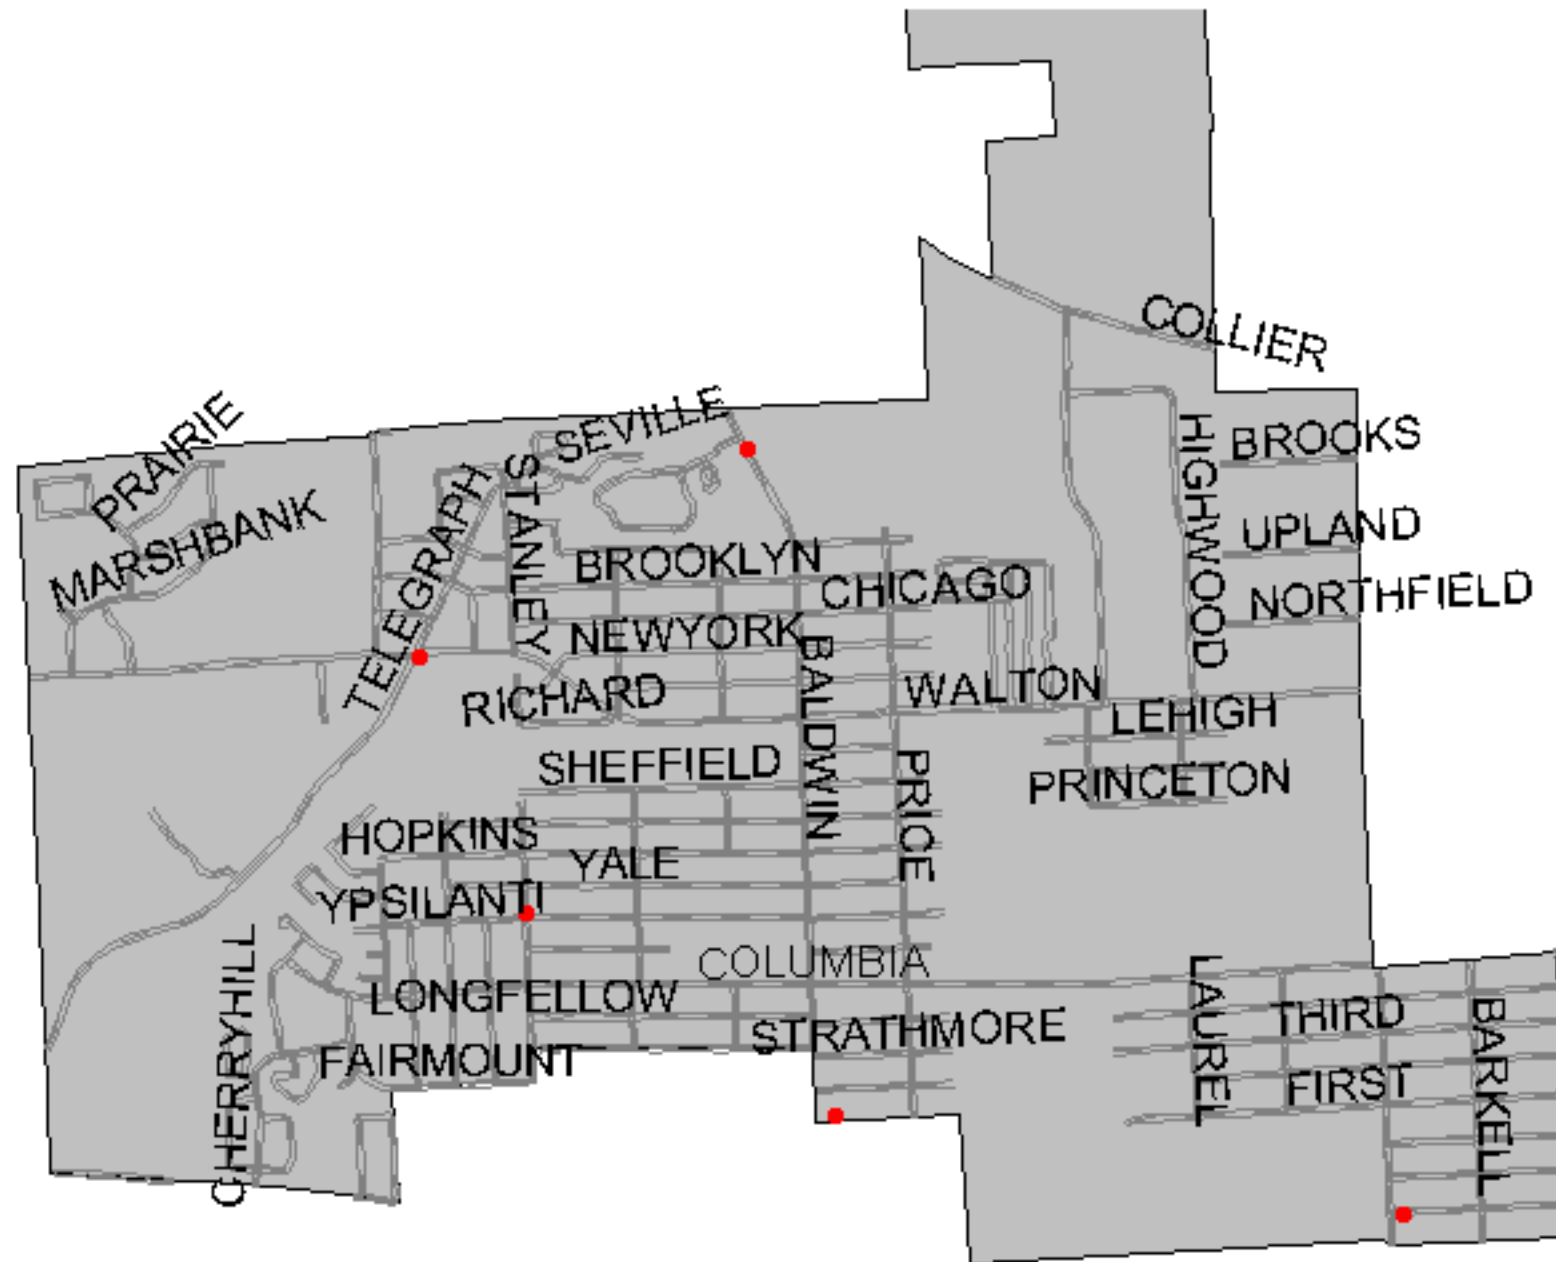 COLLIER
PRAIRIE
SEVILLE
BROOKS
MARSHBANK
TELEGRAPH
STANLEY
HIGHWOOD
UPLAND
BROOKLYN
CHICAGO
NORTHFIELD
NEWYORK
RICHARD
BALDWIN
WALTON
LEHIGH
SHEFFIELD
PRICE
PRINCETON
HOPKINS
YALE
YPSILANTI
CHERRYHILL
COLUMBIA
LONGFELLOW
LAUREL
THIRD
BARKELL
STRATHMORE
FAIRMOUNT
FIRST